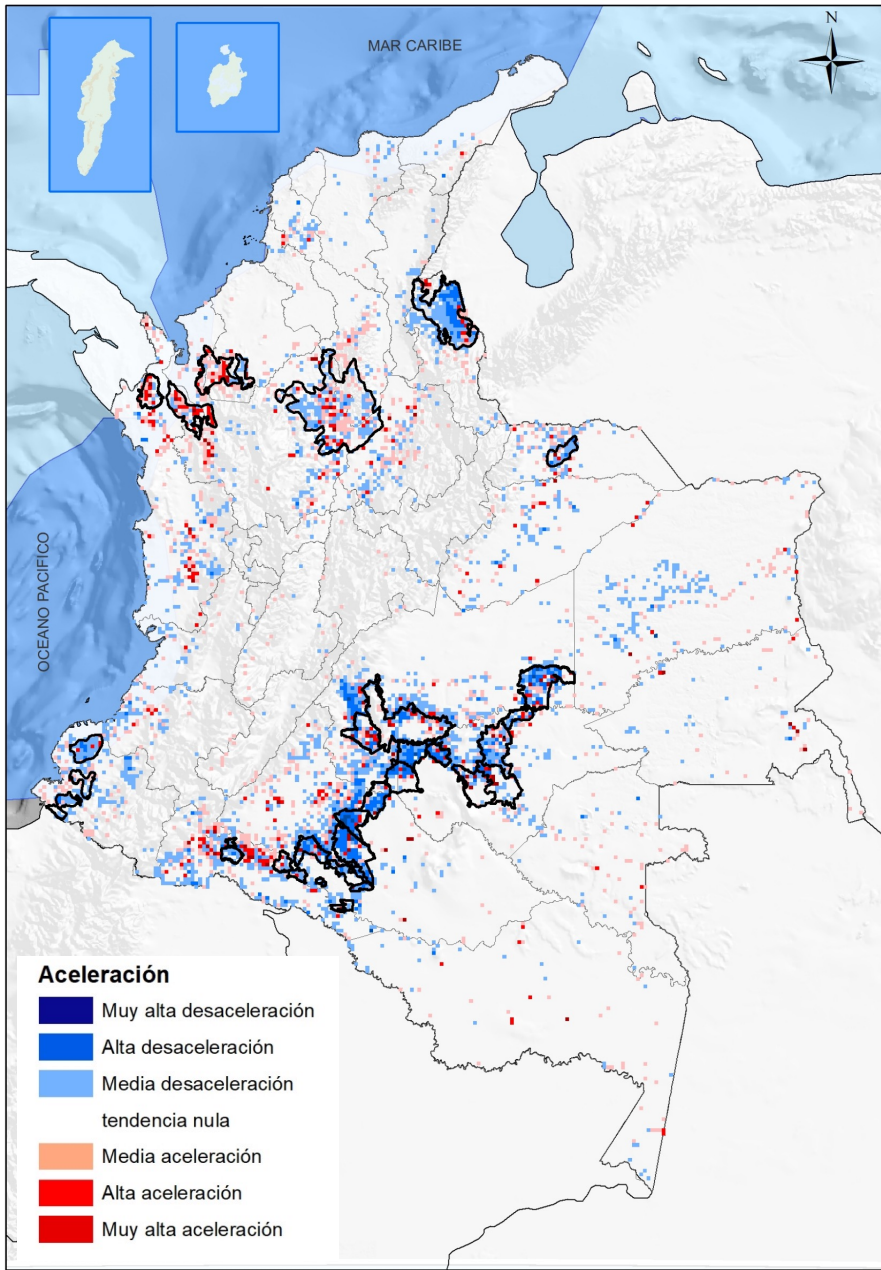 MAR CARIBE
N
OCEANO PACIFICO
Aceleración
Muy alta desaceleración
Alta desaceleración
Media desaceleración
tendencia nula
Media aceleración
Alta aceleración
Muy alta aceleración